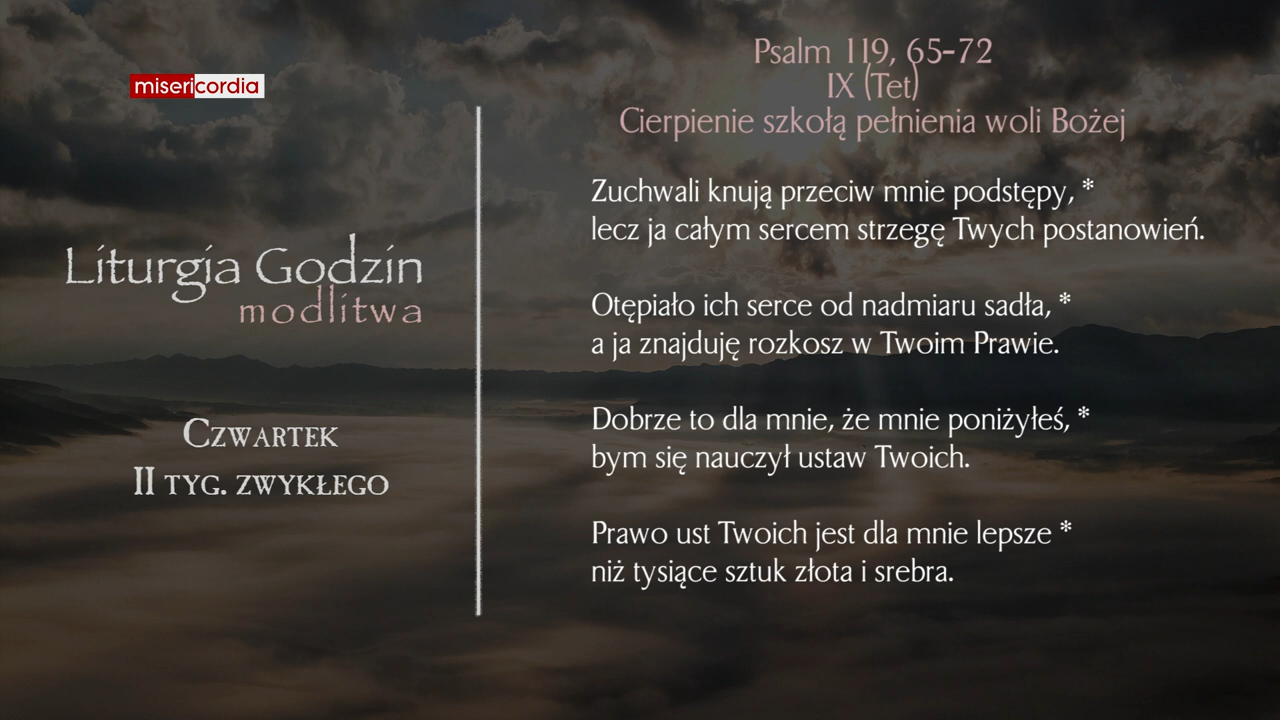 misericordia
Liturgia Godzin
modlitwa
Czwartek
II tyg. zwykłego
Psalm 119, 65-72
IX (Tet)
Cierpienie szkołą pełnienia woli Bożej
Zuchwali knują przeciw mnie podstępy, *
lecz ja całym sercem strzegę Twych postanowień.
Otępiało ich serce od nadmiaru sadła, *
a ja znajduję rozkosz w Twoim Prawie.
Dobrze to dla mnie, że mnie poniżyłeś, *
bym się nauczył ustaw Twoich.
Prawo ust Twoich jest dla mnie lepsze *
niż tysiące sztuk złota i srebra.